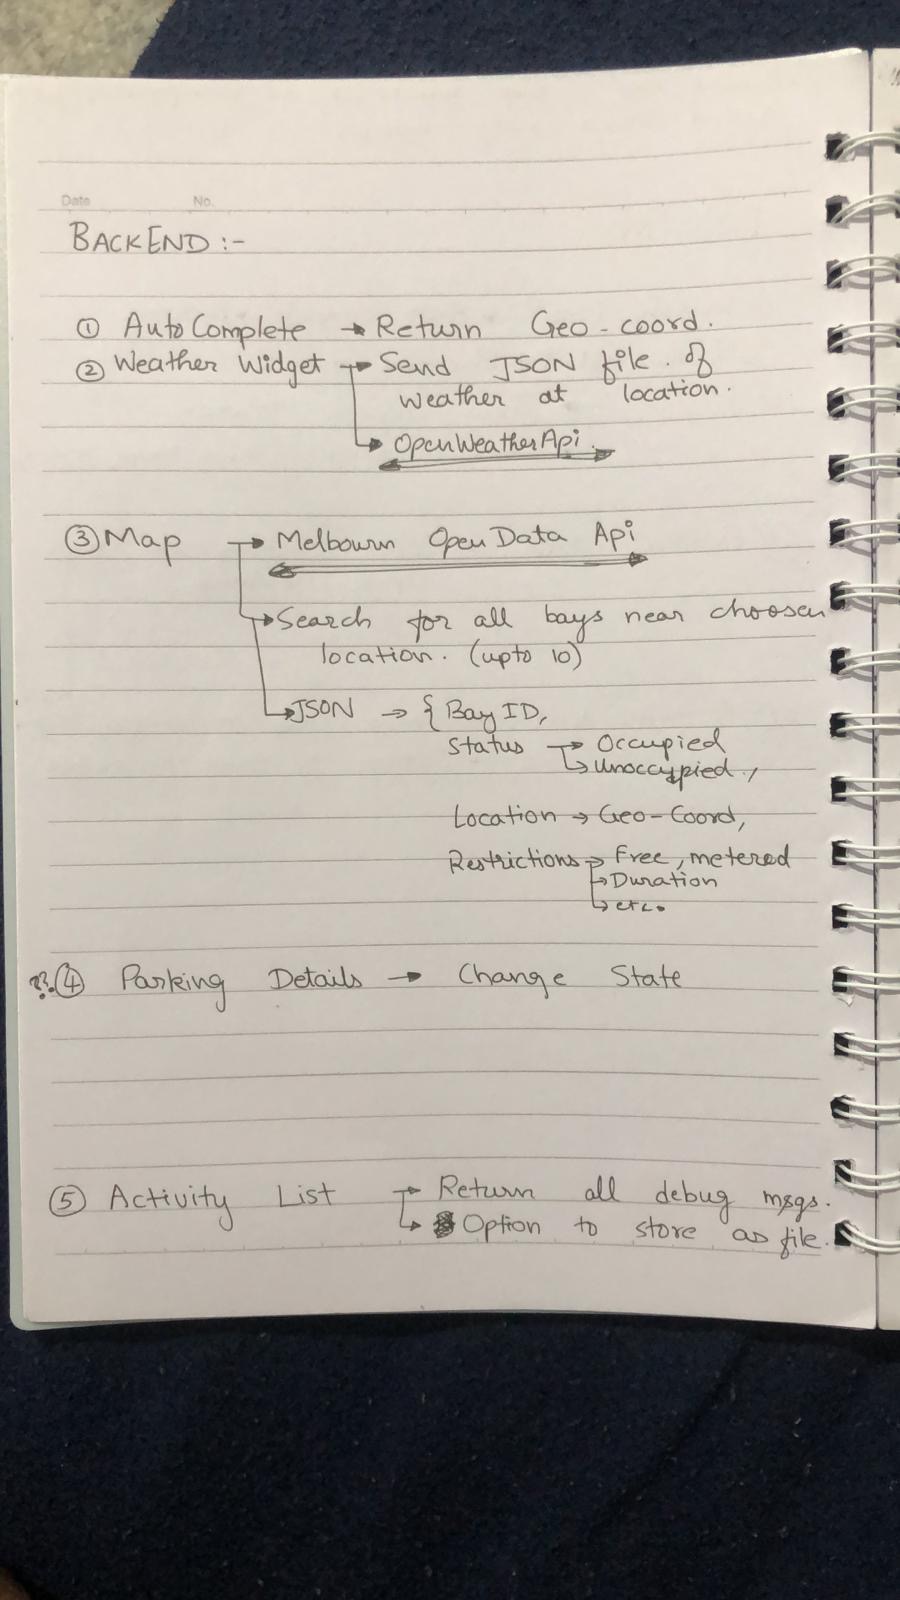 Date No.
BACKEND :-
① AutoComplete → Return Geo-coord.
② Weather Widget → Send JSON file of
weather at location.
→ OpenWeatherApi.
③ Map → Melbourn Open Data Api
→ Search for all bays near choosen
location. (upto 10)
→ JSON → { Bay ID,
Status → Occupied
→ Unoccypied,
Location → Geo-Coord,
Restrictions → Free, metered
→ Duration
→ etc.
??. ④ Parking Details → Change State
⑤ Activity List → Return all debug msgs.
→ Option to store as file.